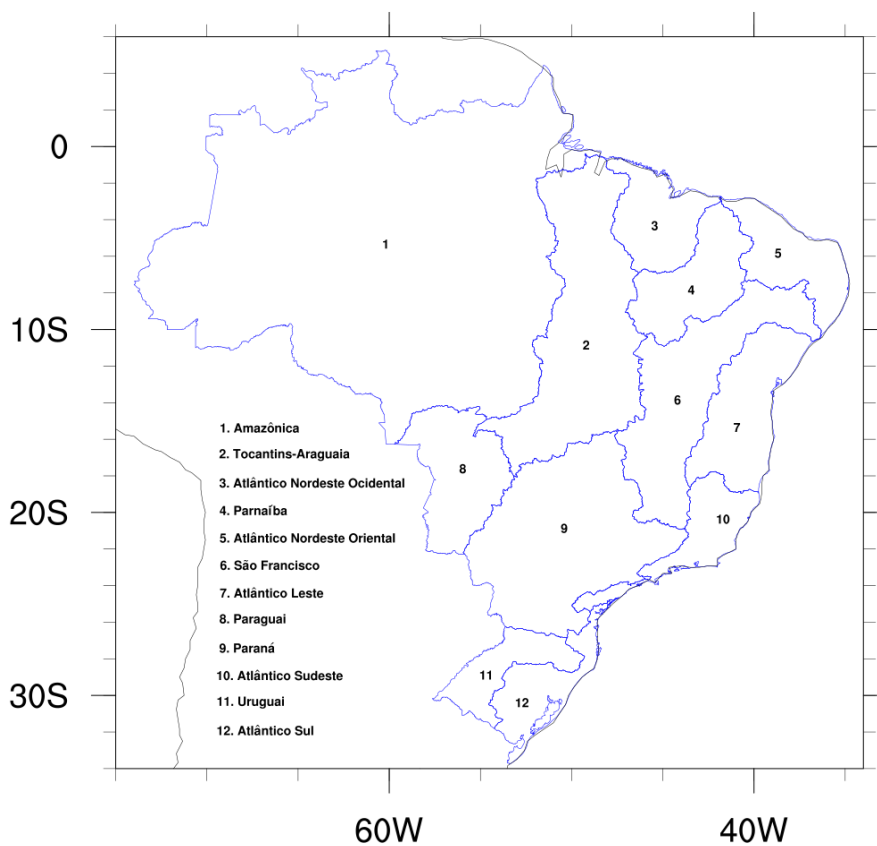 0
1
3
5
4
10S
2
6
1. Amazônica
7
2. Tocantins-Araguaia
8
3. Atlântico Nordeste Ocidental
4. Parnaíba
20S
10
5. Atlântico Nordeste Oriental
9
6. São Francisco
7. Atlântico Leste
8. Paraguai
9. Paraná
10. Atlântico Sudeste
11
30S
11. Uruguai
12
12. Atlântico Sul
60W
40W